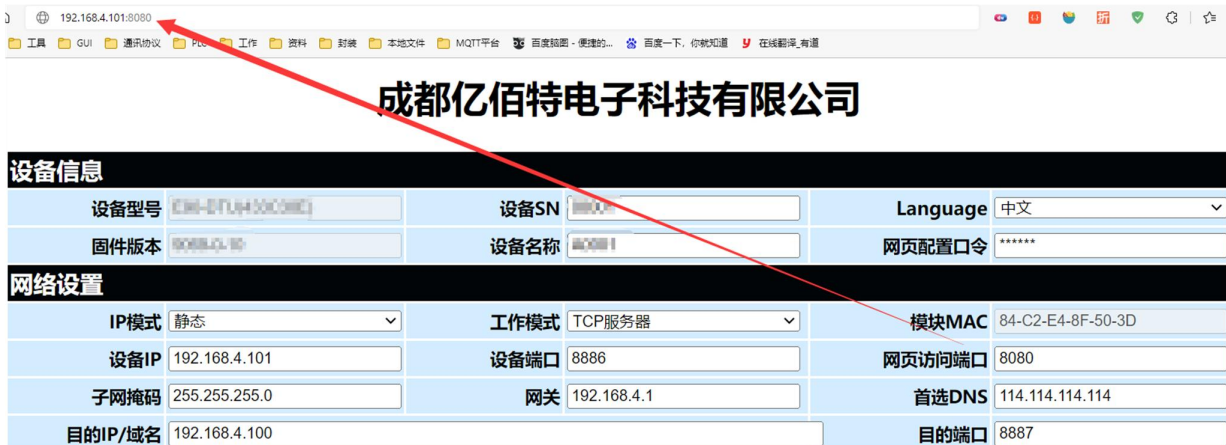 192.168.4.101:8080
工具 GUI 通讯协议 PLC 工作 资料 封装 本地文件 MQTT平台 百度脑图 - 便捷的... 百度一下，你就知道 在线翻译_有道
成都亿佰特电子科技有限公司
设备信息
设备型号 设备SN Language 中文
固件版本 设备名称 网页配置口令 ******
网络设置
IP模式 静态 工作模式 TCP服务器 模块MAC 84-C2-E4-8F-50-3D
设备IP 192.168.4.101 设备端口 8886 网页访问端口 8080
子网掩码 255.255.255.0 网关 192.168.4.1 首选DNS 114.114.114.114
目的IP/域名 192.168.4.100 目的端口 8887